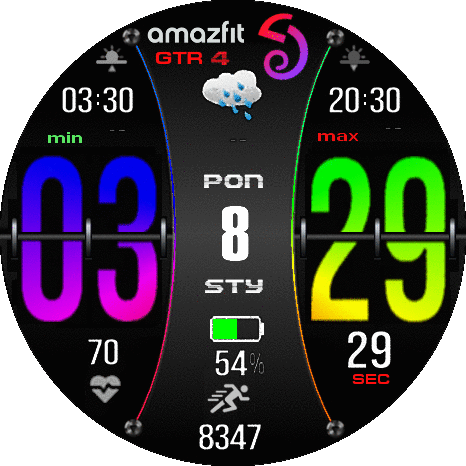 amazfit
GTR 4
03:30
20:30
min
--
--
max
--
PON
03
8
29
STY
70
54%
29
SEC
8347